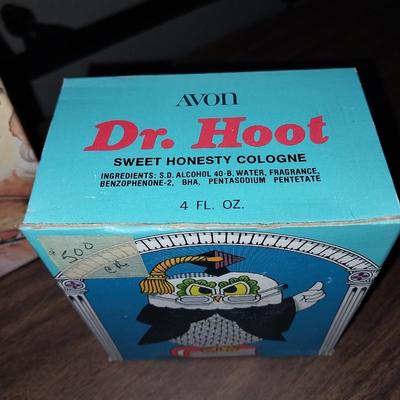 AVON
Dr. Hoot
SWEET HONESTY COLOGNE
INGREDIENTS: S.D. ALCOHOL 40-B, WATER, FRAGRANCE,
BENZOPHENONE-2, BHA, PENTASODIUM PENTETATE
4 FL. OZ.
500